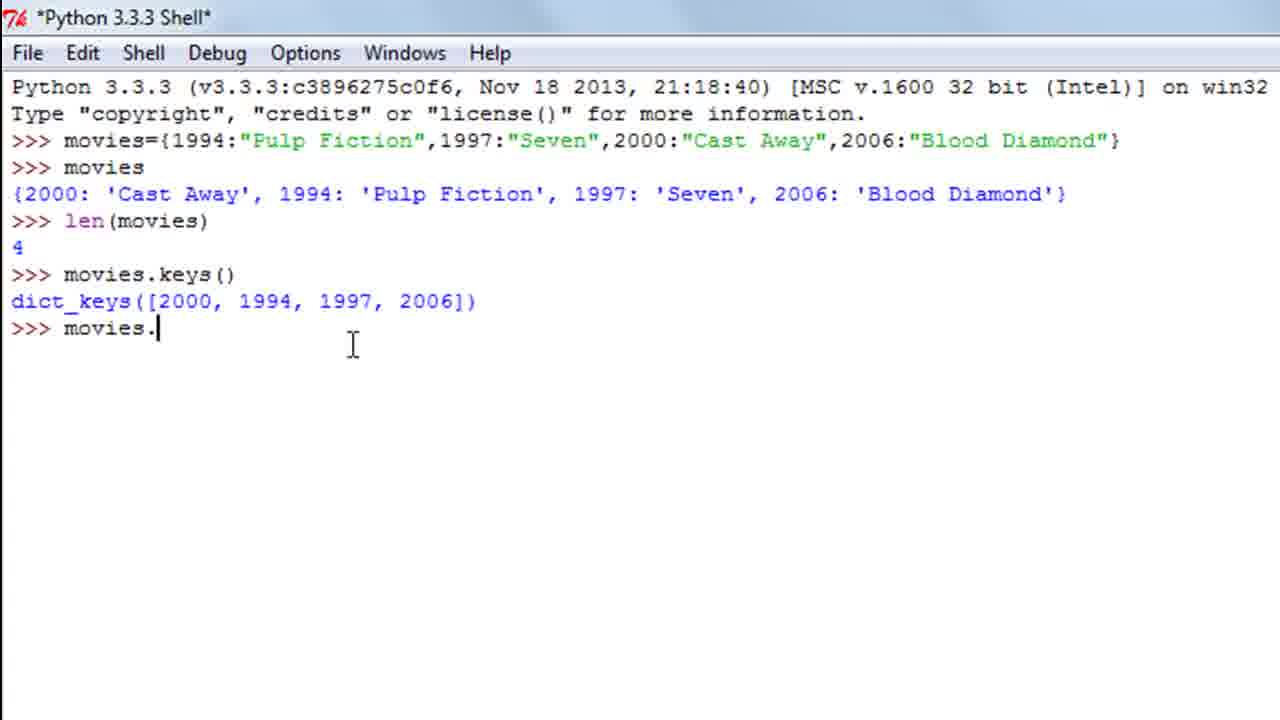 *Python 3.3.3 Shell*
File Edit Shell Debug Options Windows Help
Python 3.3.3 (v3.3.3:c3896275c0f6, Nov 18 2013, 21:18:40) [MSC v.1600 32 bit (Intel)] on win32
Type "copyright", "credits" or "license()" for more information.
>>> movies={1994:"Pulp Fiction",1997:"Seven",2000:"Cast Away",2006:"Blood Diamond"}
>>> movies
{2000: 'Cast Away', 1994: 'Pulp Fiction', 1997: 'Seven', 2006: 'Blood Diamond'}
>>> len(movies)
4
>>> movies.keys()
dict_keys([2000, 1994, 1997, 2006])
>>> movies.